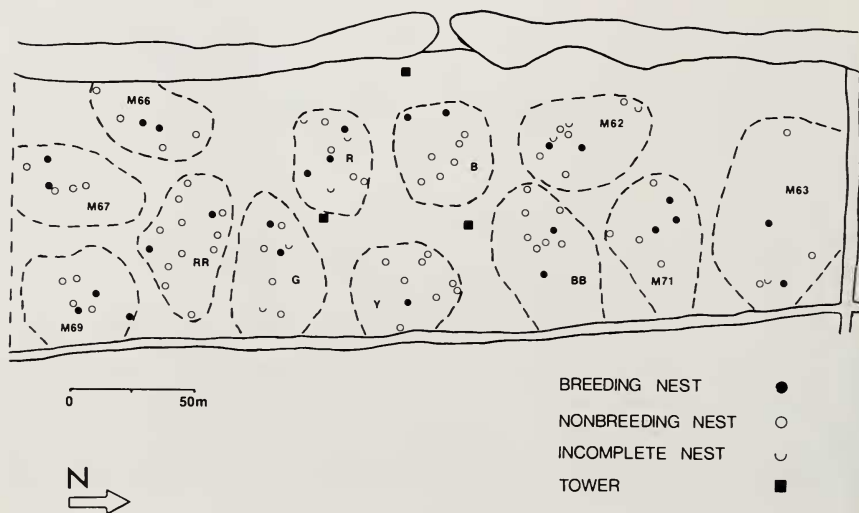 M66
M62
R
B
M63
M67
RR
G
BB
M71
Y
M69
0 50m
BREEDING NEST
NONBREEDING NEST
INCOMPLETE NEST
TOWER
N